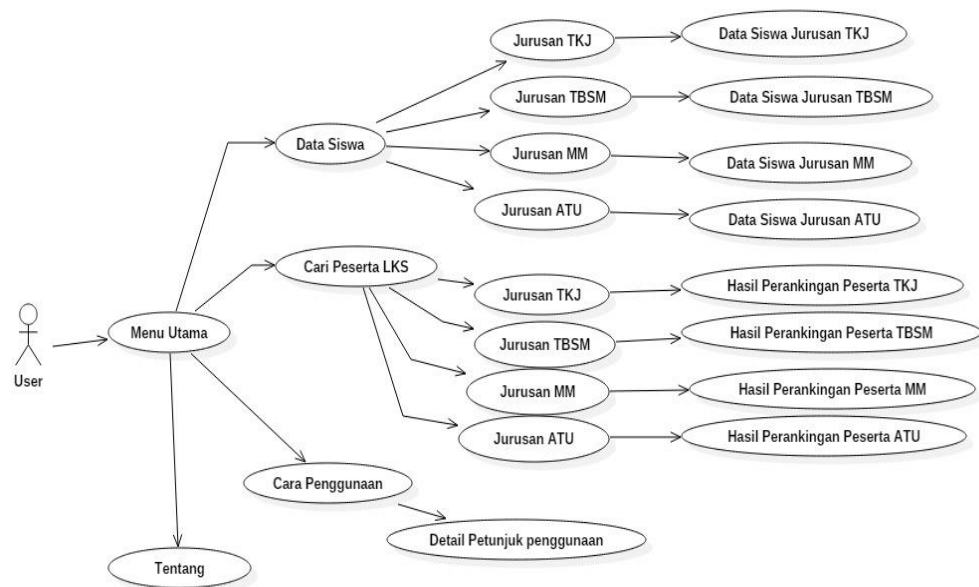 Jurusan TKJ
Data Siswa Jurusan TKJ
Jurusan TBSM
Data Siswa Jurusan TBSM
Data Siswa
Jurusan MM
Data Siswa Jurusan MM
Jurusan ATU
Data Siswa Jurusan ATU
Cari Peserta LKS
Jurusan TKJ
Hasil Perankingan Peserta TKJ
User
Menu Utama
Jurusan TBSM
Hasil Perankingan Peserta TBSM
Jurusan MM
Hasil Perankingan Peserta MM
Jurusan ATU
Hasil Perankingan Peserta ATU
Cara Penggunaan
Detail Petunjuk penggunaan
Tentang